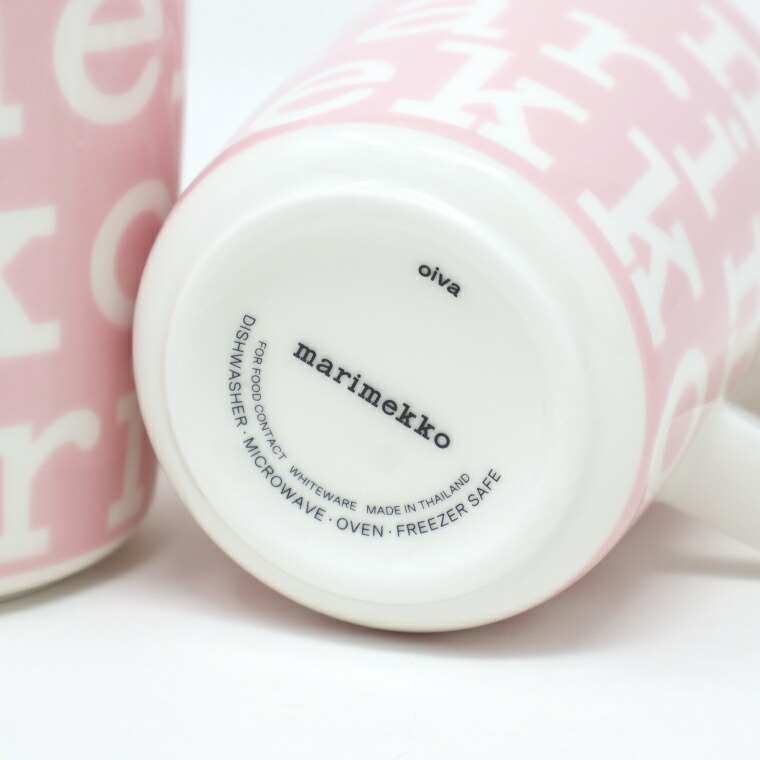 oiva
marimekko
FOR FOOD CONTACT WHITEWARE MADE IN THAILAND
DISHWASHER · MICROWAVE · OVEN · FREEZER SAFE